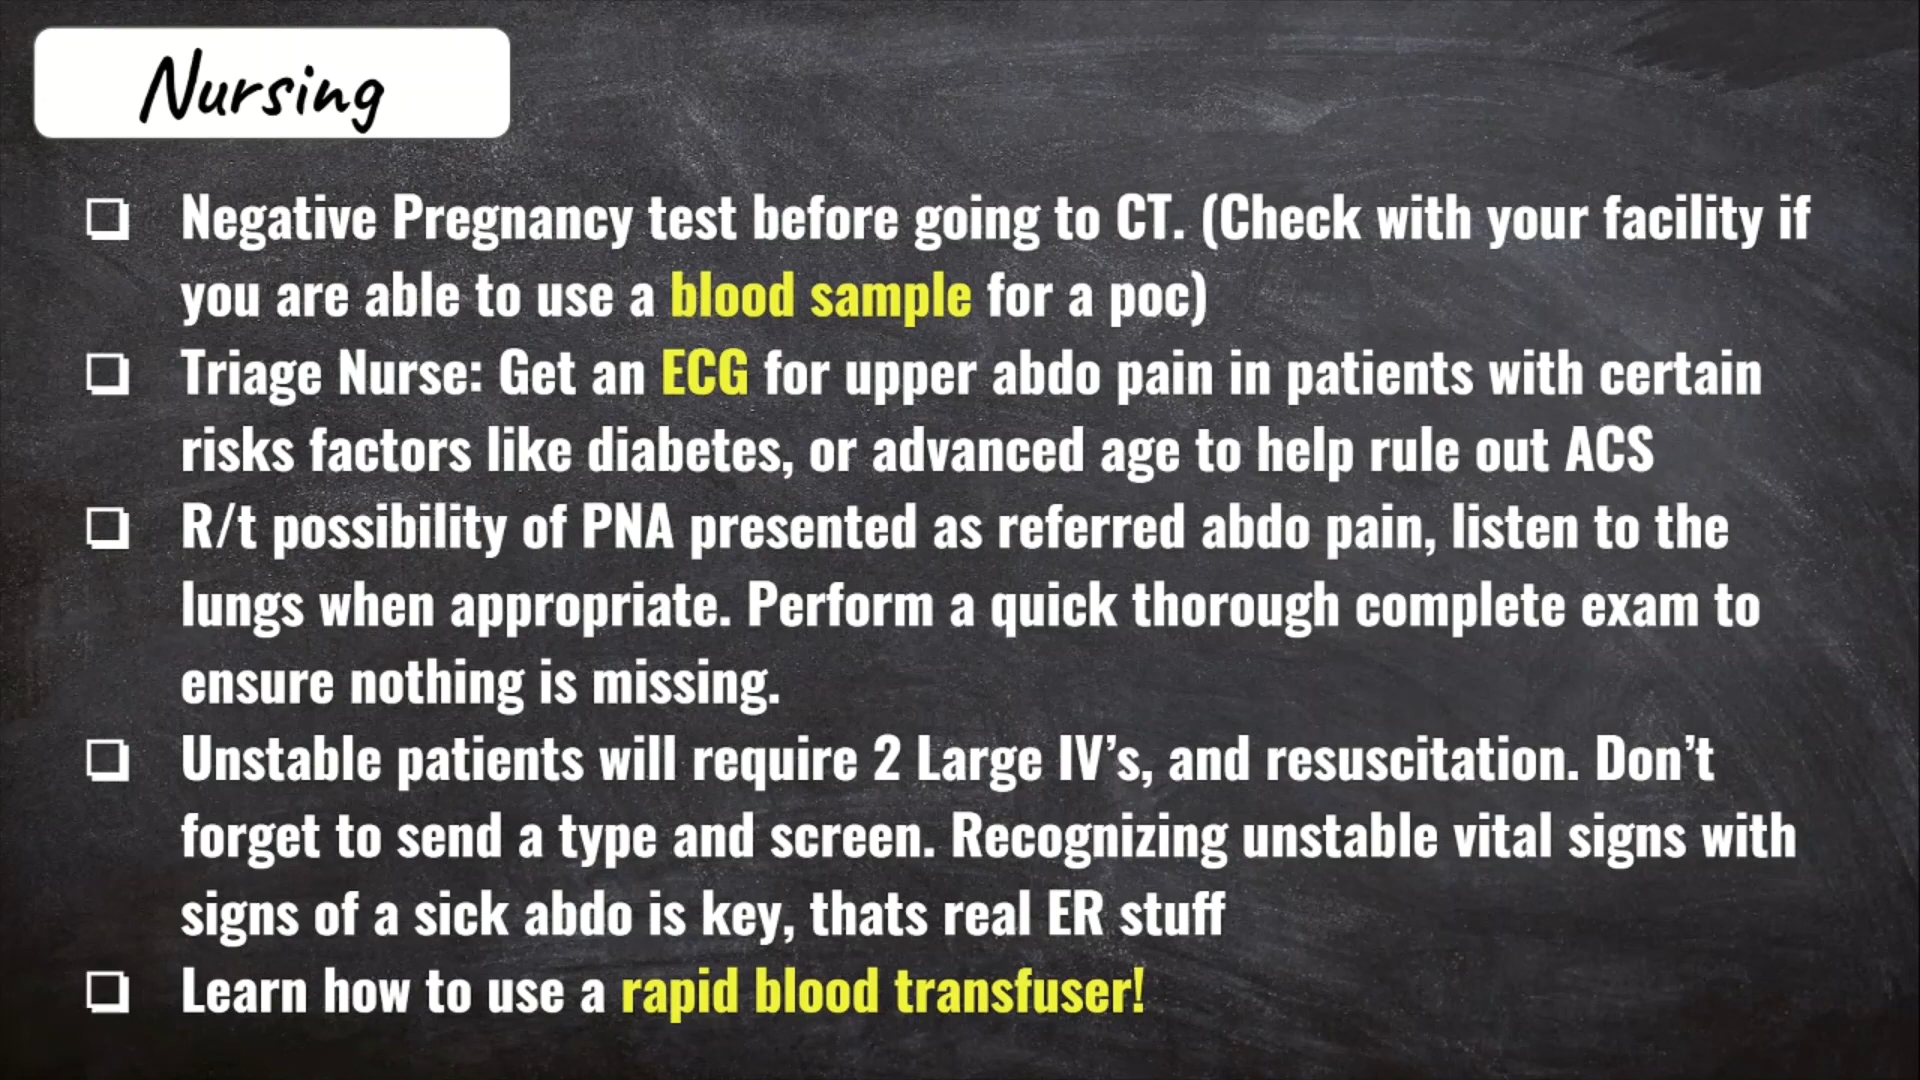 Nursing
Negative Pregnancy test before going to CT. (Check with your facility if
you are able to use a blood sample for a poc)
Triage Nurse: Get an ECG for upper abdo pain in patients with certain
risks factors like diabetes, or advanced age to help rule out ACS
R/t possibility of PNA presented as referred abdo pain, listen to the
lungs when appropriate. Perform a quick thorough complete exam to
ensure nothing is missing.
Unstable patients will require 2 Large IV’s, and resuscitation. Don’t
forget to send a type and screen. Recognizing unstable vital signs with
signs of a sick abdo is key, thats real ER stuff
Learn how to use a rapid blood transfuser!